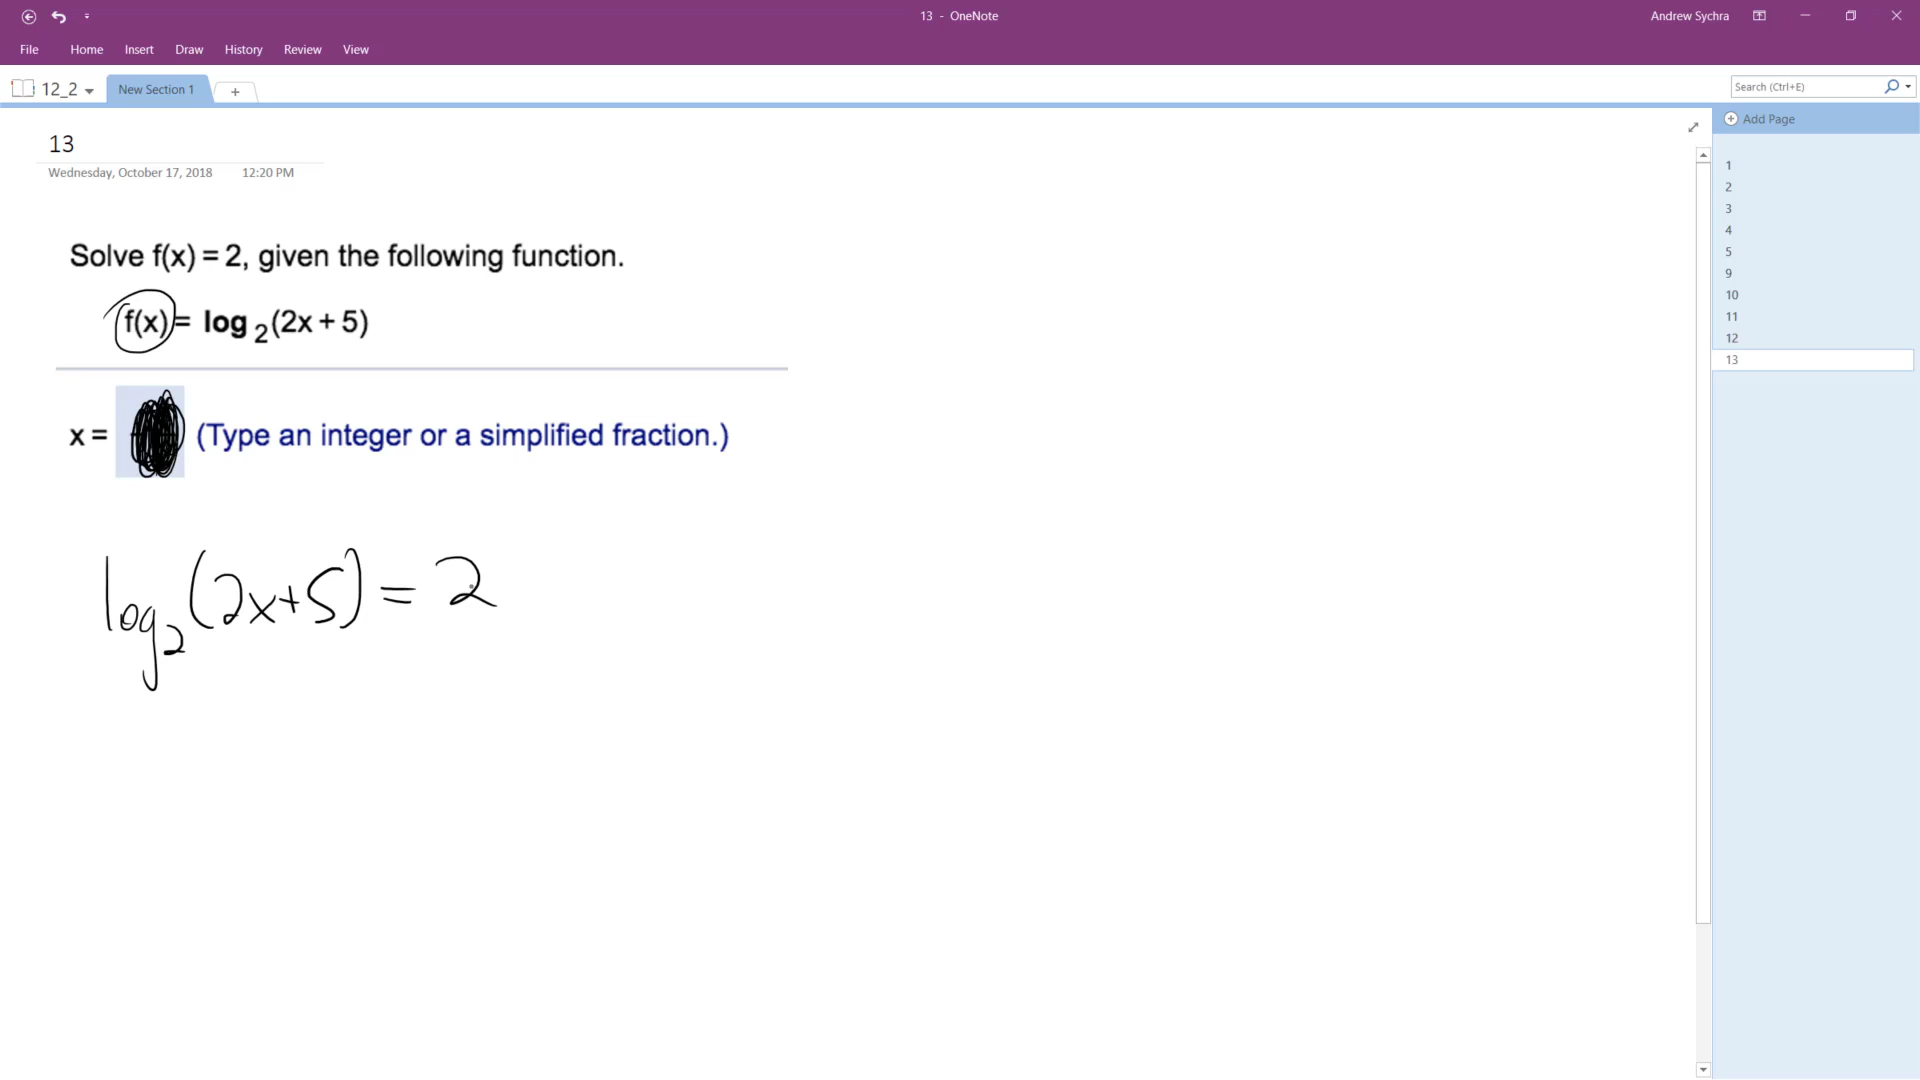 13 - OneNote
Andrew Sychra
File Home Insert Draw History Review View
12_2
New Section 1
+
Search (Ctrl+E)
Add Page
13
Wednesday, October 17, 2018 12:20 PM
Solve f(x) = 2, given the following function.
f(x) = log ₂(2x + 5)
x = (Type an integer or a simplified fraction.)
log₂(2x+5) = 2
1
2
3
4
5
9
10
11
12
13